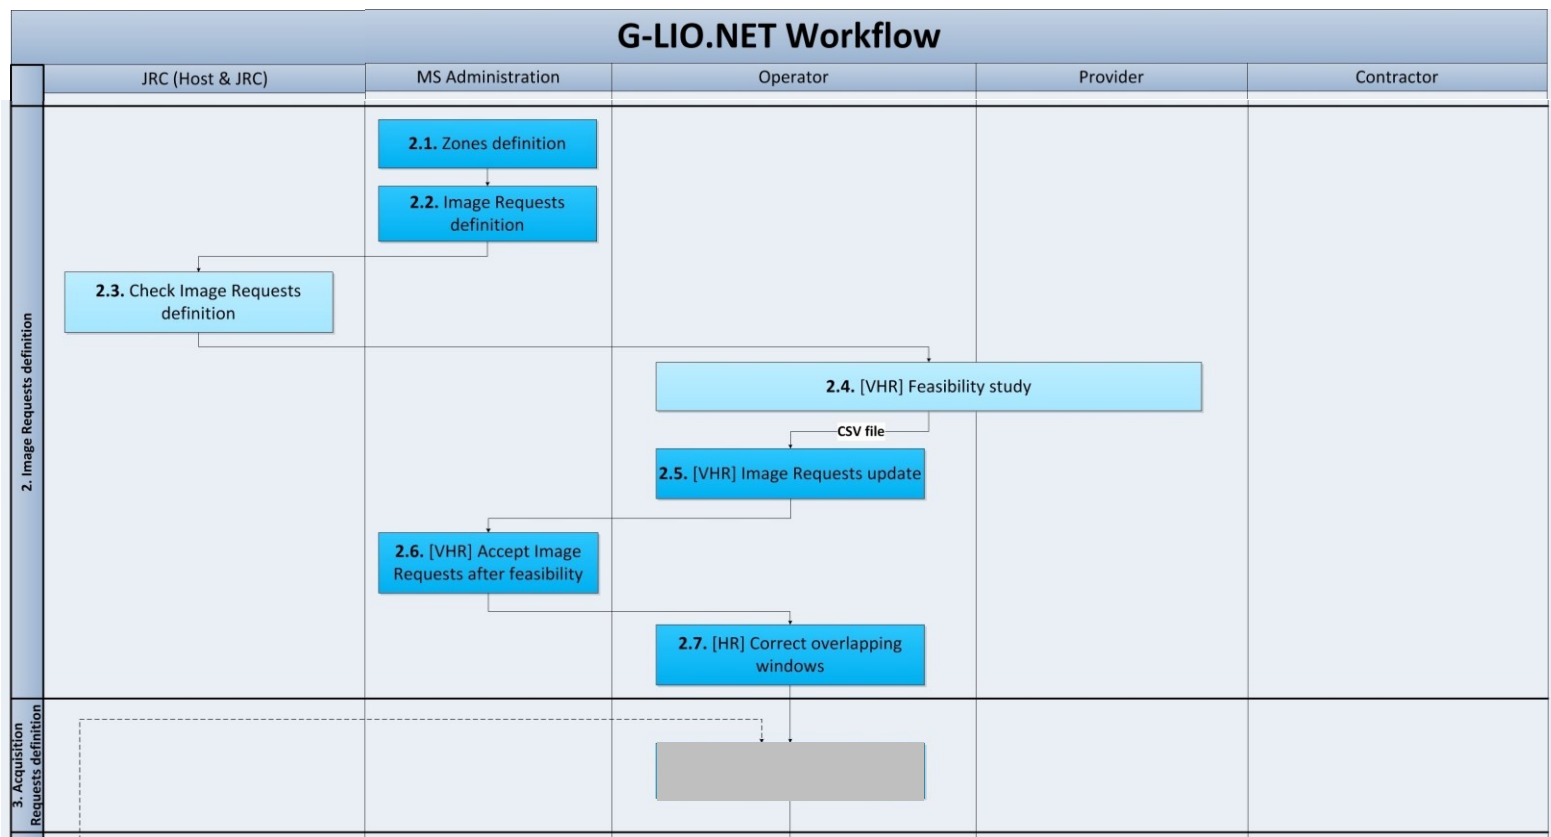 G-LIO.NET Workflow
JRC (Host & JRC)
MS Administration
Operator
Provider
Contractor
2. Image Requests definition
2.1. Zones definition
2.2. Image Requests
definition
2.3. Check Image Requests
definition
2.4. [VHR] Feasibility study
CSV file
2.5. [VHR] Image Requests update
2.6. [VHR] Accept Image
Requests after feasibility
2.7. [HR] Correct overlapping
windows
3. Acquisition
Requests definition